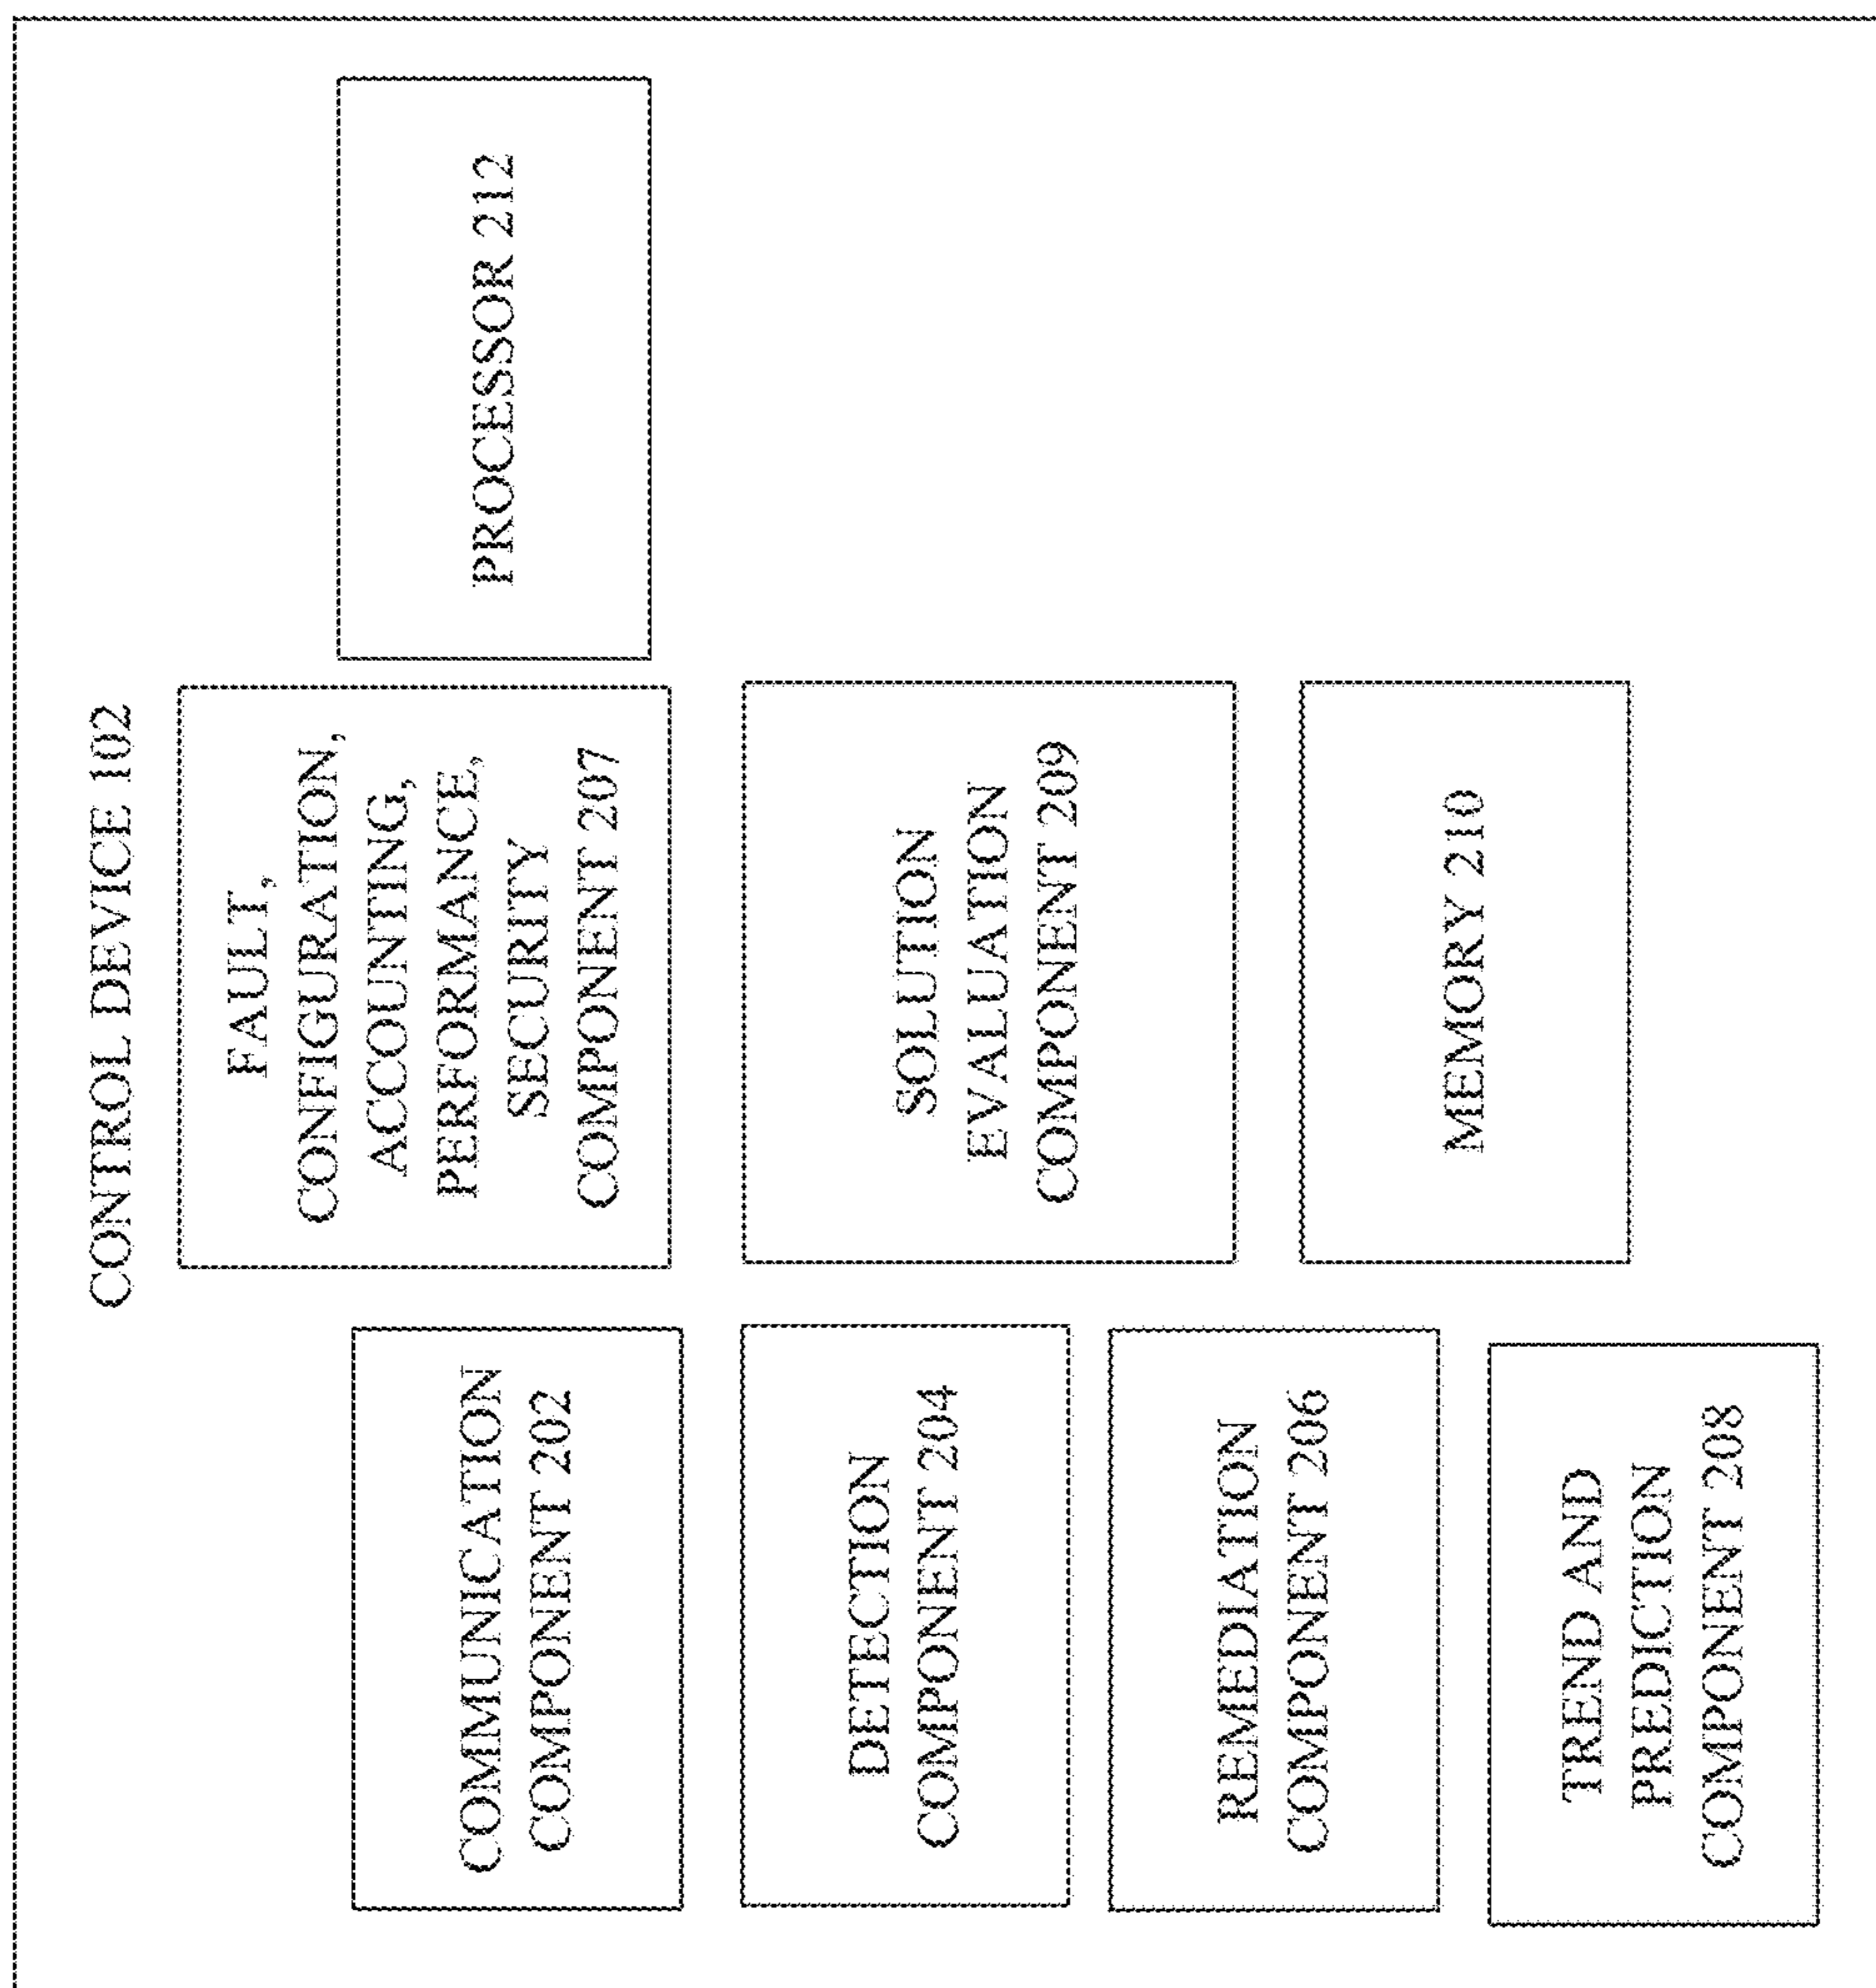 CONTROL DEVICE 102
COMMUNICATION
COMPONENT 202
DETECTION
COMPONENT 204
REMEDIATION
COMPONENT 206
TREND AND
PREDICTION
COMPONENT 208
FAULT,
CONFIGURATION,
ACCOUNTING,
PERFORMANCE,
SECURITY
COMPONENT 207
SOLUTION
EVALUATION
COMPONENT 209
MEMORY 210
PROCESSOR 212